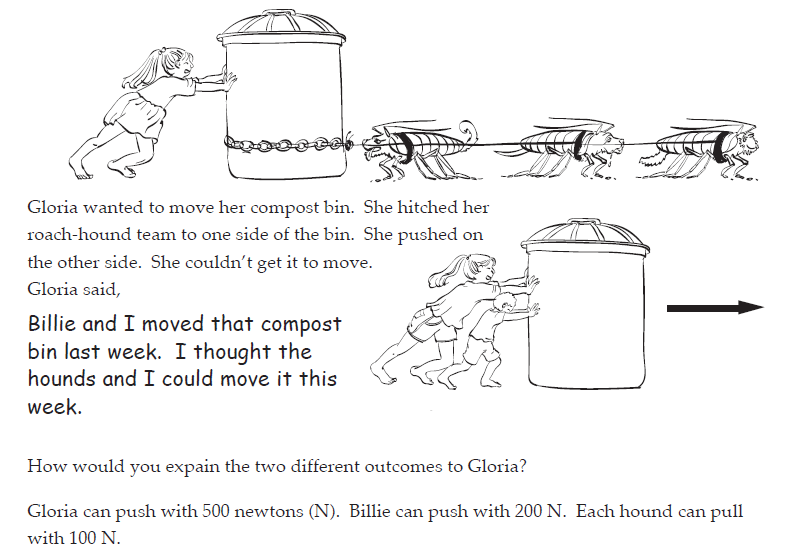 Gloria wanted to move her compost bin.  She hitched her
roach-hound team to one side of the bin.  She pushed on
the other side.  She couldn't get it to move.
Gloria said,
Billie and I moved that compost
bin last week.  I thought the
hounds and I could move it this
week.
How would you expain the two different outcomes to Gloria?
Gloria can push with 500 newtons (N).  Billie can push with 200 N.  Each hound can pull
with 100 N.